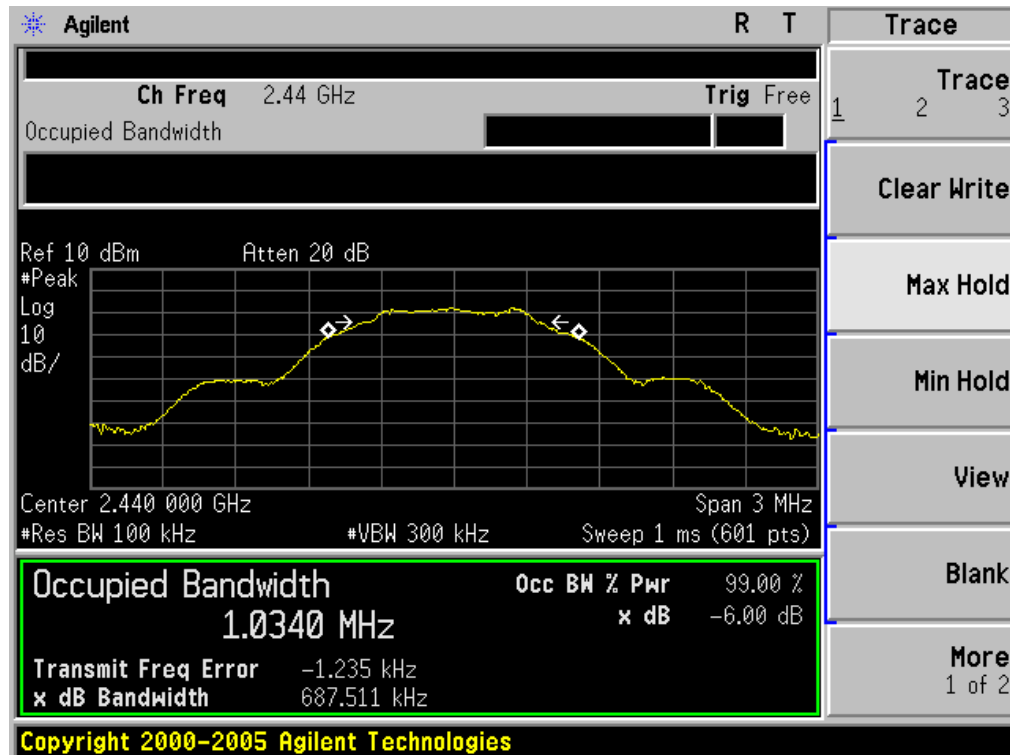 Agilent R T
Trace
Ch Freq 2.44 GHz Trig Free
Occupied Bandwidth
Trace
1 2 3
Clear Write
Ref 10 dBm Atten 20 dB
#Peak
Log
10
dB/
Max Hold
Min Hold
View
Center 2.440 000 GHz Span 3 MHz
#Res BW 100 kHz #VBW 300 kHz Sweep 1 ms (601 pts)
Occupied Bandwidth
1.0340 MHz
Occ BW % Pwr 99.00 %
x dB -6.00 dB
Transmit Freq Error -1.235 kHz
x dB Bandwidth 687.511 kHz
Blank
More
1 of 2
Copyright 2000-2005 Agilent Technologies